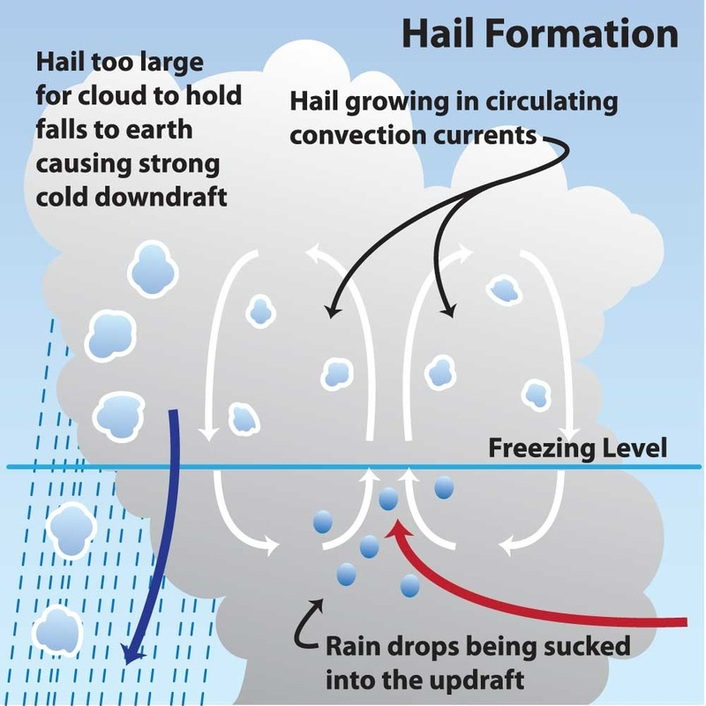 Hail Formation
Hail too large
for cloud to hold
falls to earth
causing strong
cold downdraft
Hail growing in circulating
convection currents
Freezing Level
Rain drops being sucked
into the updraft